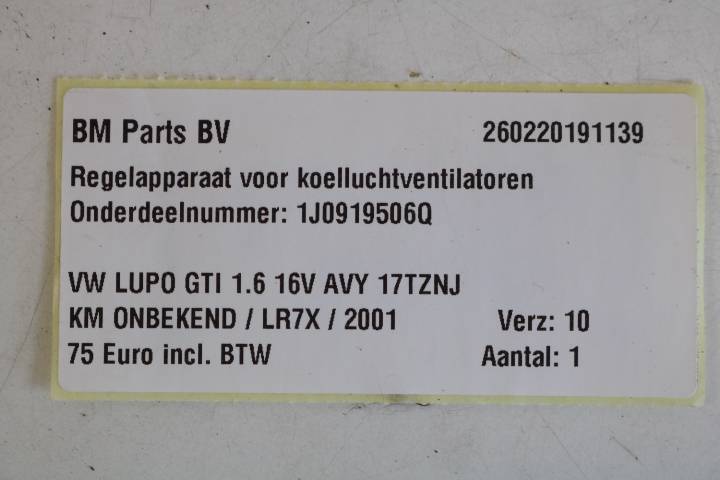 BM Parts BV 260220191139
Regelapparaat voor koelluchtventilatoren
Onderdeelnummer: 1J0919506Q
VW LUPO GTI 1.6 16V AVY 17TZNJ
KM ONBEKEND / LR7X / 2001 Verz: 10
75 Euro incl. BTW Aantal: 1